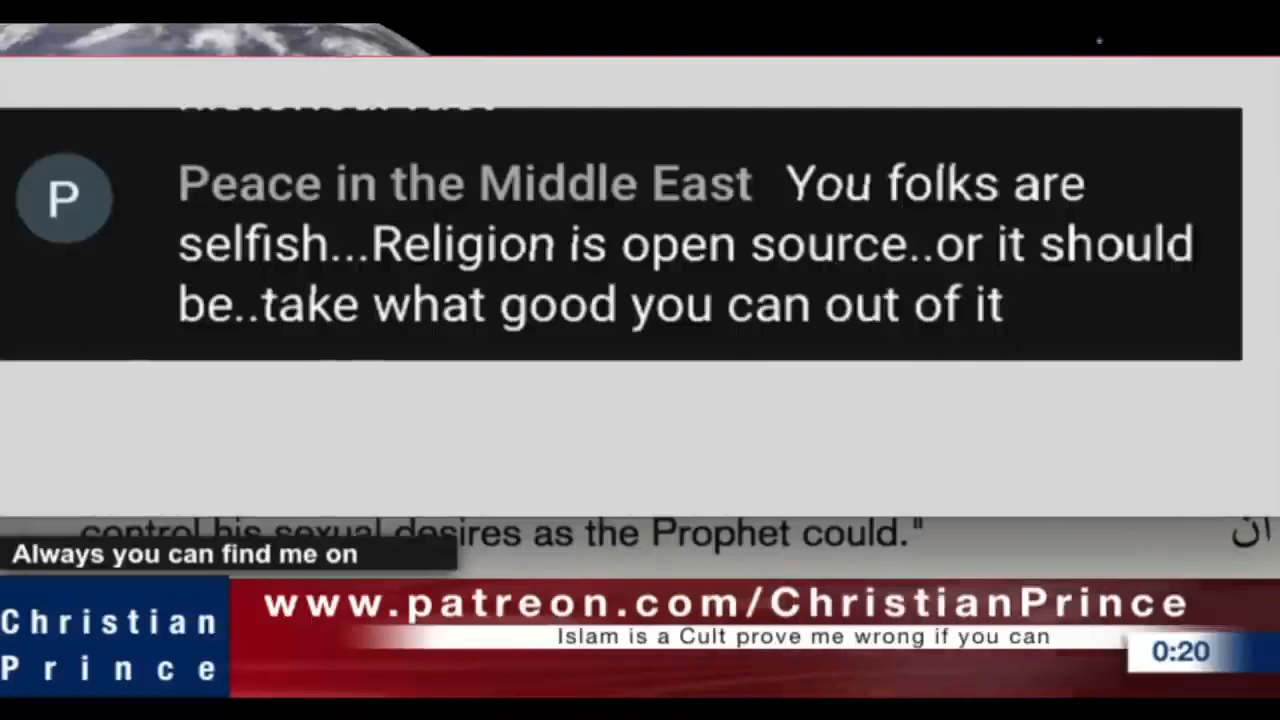 P
Peace in the Middle East You folks are
selfish...Religion is open source..or it should
be..take what good you can out of it
control his sexual desires as the Prophet could."
ان
Always you can find me on
Christian
Prince
www.patreon.com/ChristianPrince
Islam is a Cult prove me wrong if you can
0:20